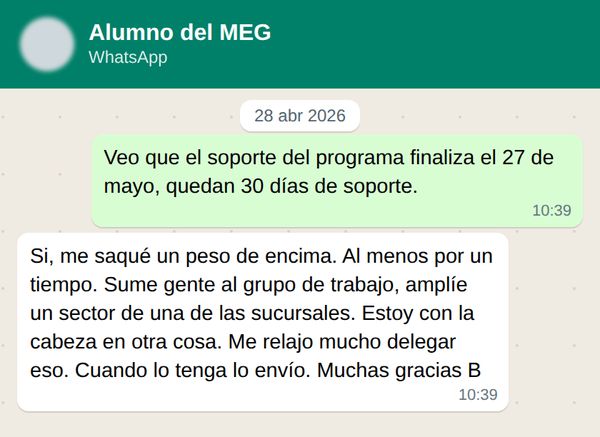 Alumno del MEG
WhatsApp
28 abr 2026
Veo que el soporte del programa finaliza el 27 de
mayo, quedan 30 días de soporte.
10:39
Si, me saqué un peso de encima. Al menos por un
tiempo. Sume gente al grupo de trabajo, amplíe
un sector de una de las sucursales. Estoy con la
cabeza en otra cosa. Me relajo mucho delegar
eso. Cuando lo tenga lo envío. Muchas gracias B
10:39